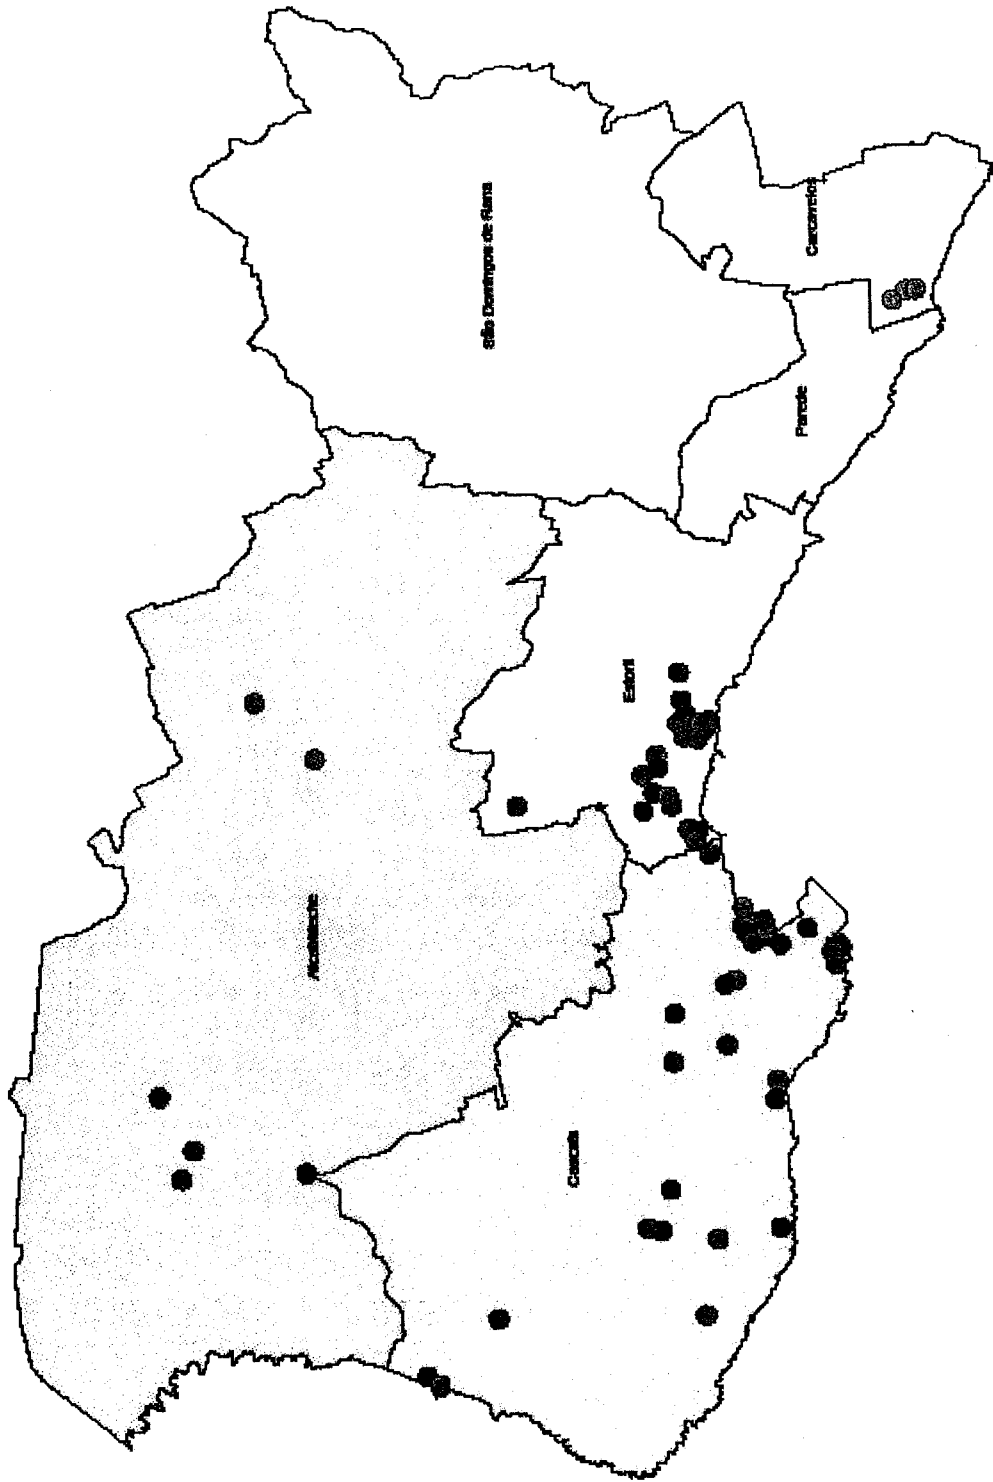 São Domingos de Rana
Carcavelos
Parede
Estoril
Alcabideche
Cascais